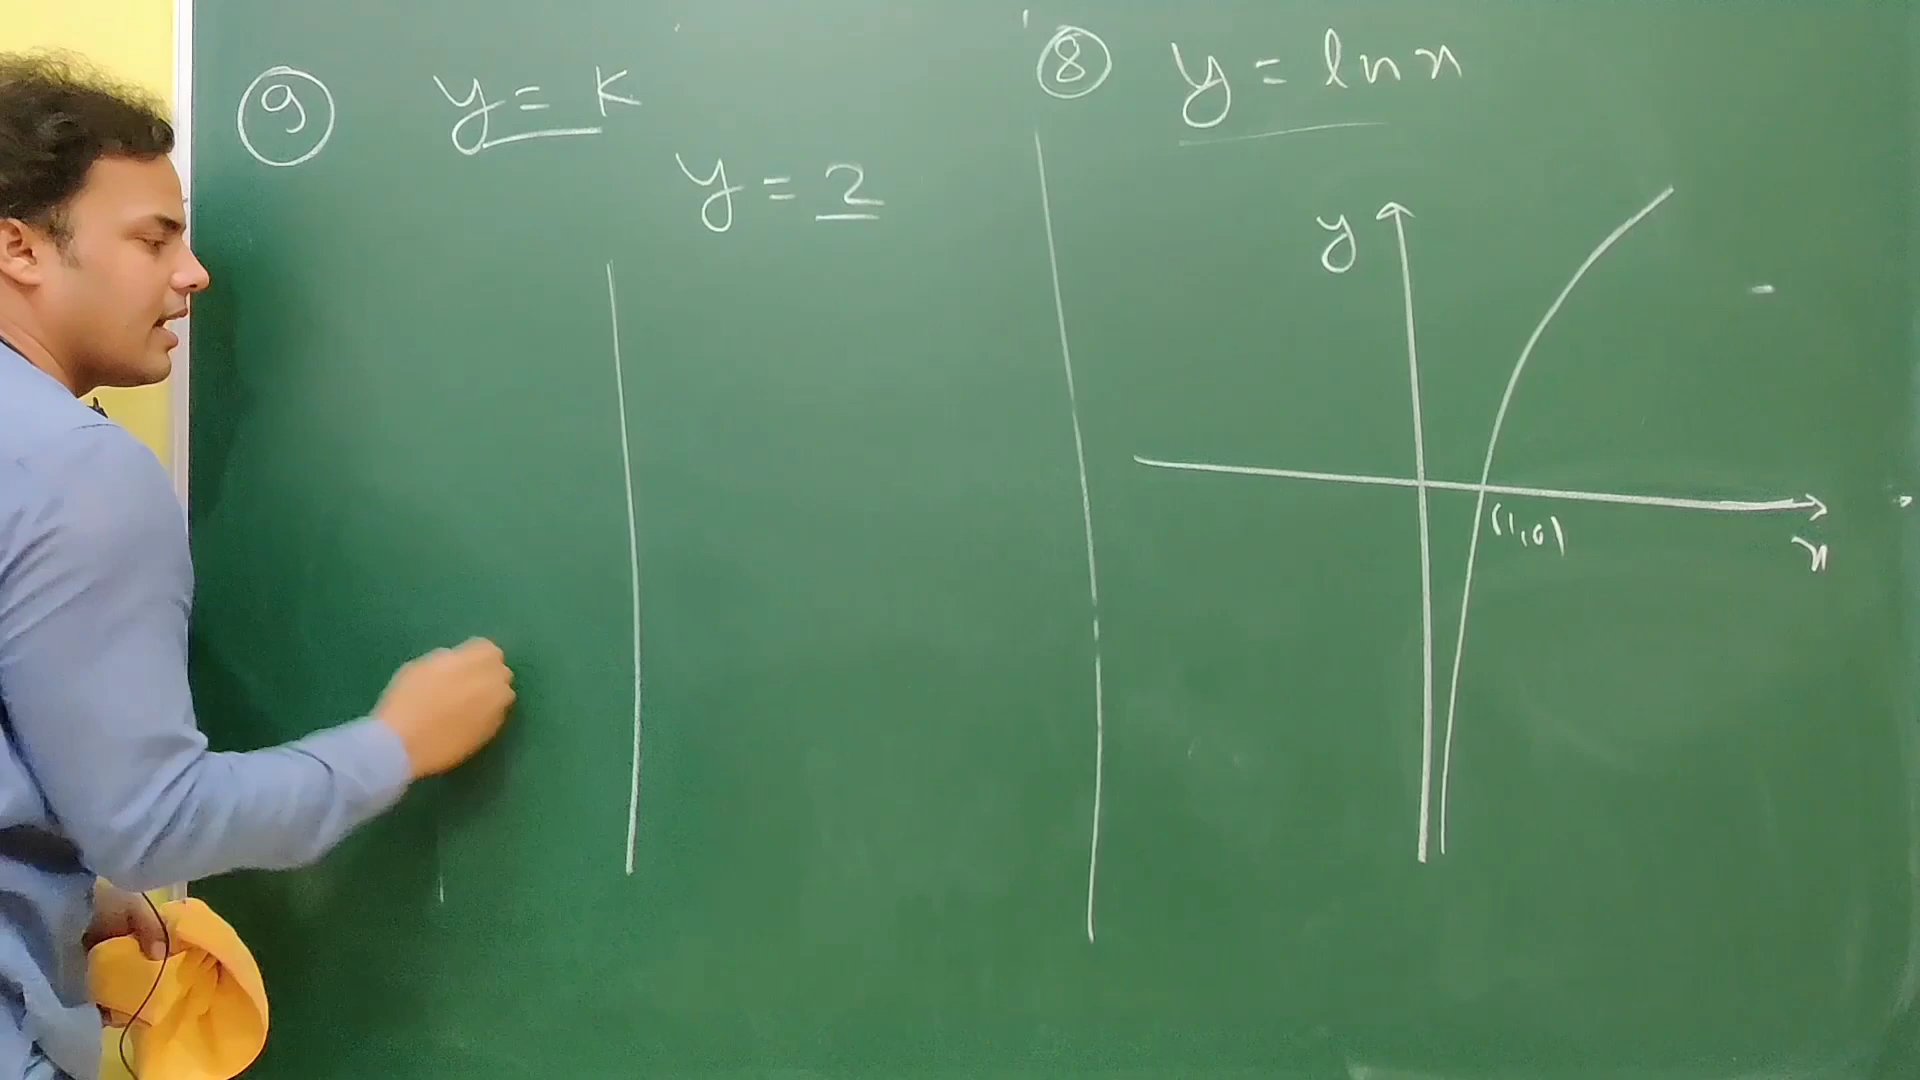 ⑨ y = K
y = 2
⑧ y = ln x
y
(1,0)
x